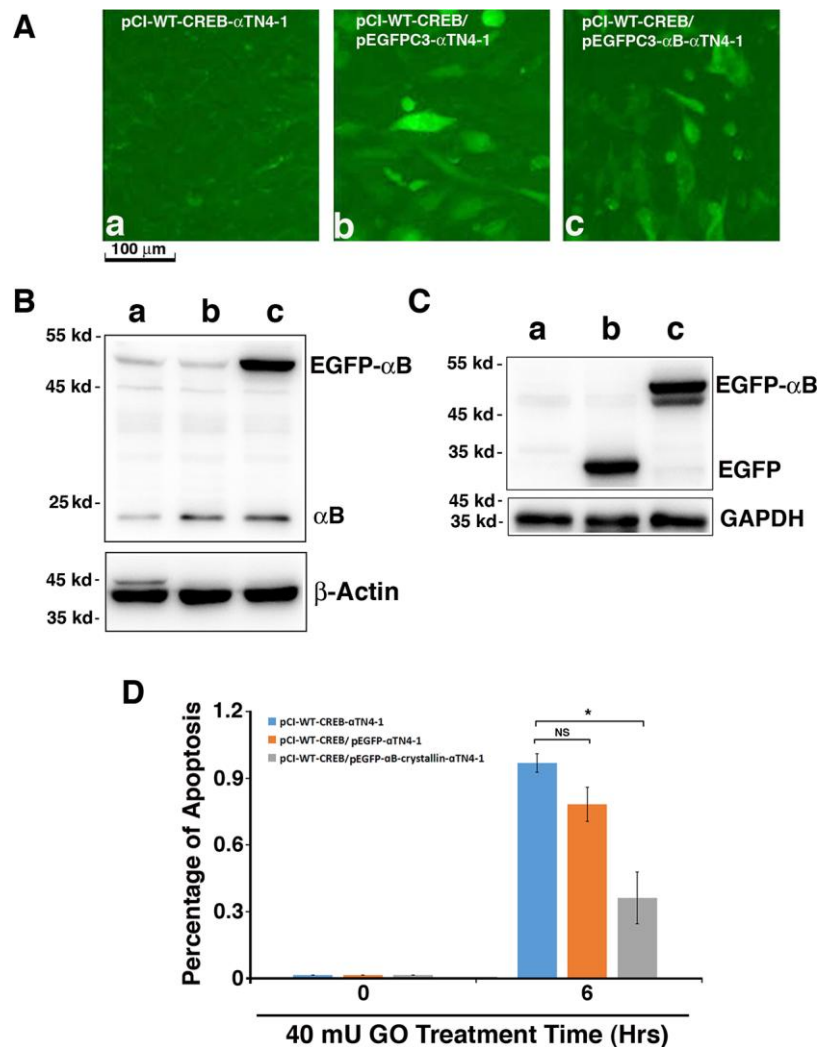 A
pCI-WT-CREB-αTN4-1
pCI-WT-CREB/
pEGFPC3-αTN4-1
pCI-WT-CREB/
pEGFPC3-αB-αTN4-1
a
b
c
100 μm
B
a b c
55 kd -
EGFP-αB
45 kd-
25 kd-
αB
45 kd -
β-Actin
35 kd-
C
a b c
55 kd-
EGFP-αB
45 kd-
35 kd-
EGFP
45 kd -
35 kd-
GAPDH
D
Percentage of Apoptosis
1.2
0.9
0.6
0.3
0
pCI-WT-CREB-αTN4-1
pCI-WT-CREB/pEGFP-αTN4-1
pCI-WT-CREB/pEGFP-αB-crystallin-αTN4-1
*
NS
0 6
40 mU GO Treatment Time (Hrs)